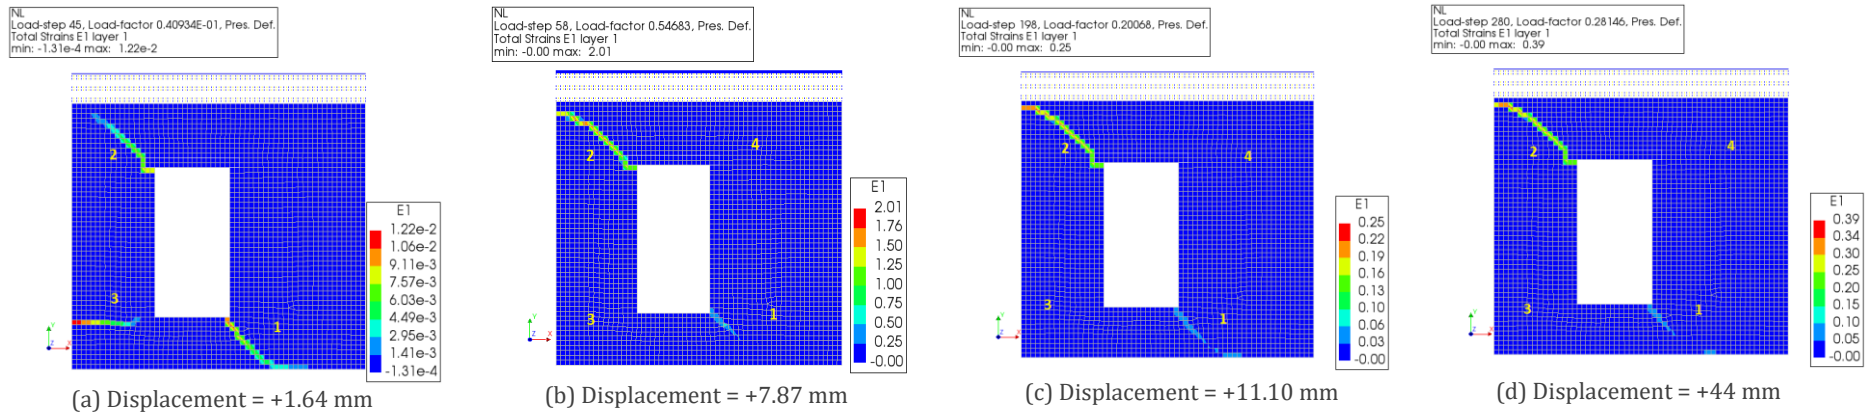 NL
Load-step 45, Load-factor 0.40934E-01, Pres. Def.
Total Strains E1 layer 1
min: -1.31e-4 max: 1.22e-2
2
3
1
Y
Z
X
E1
1.22e-2
1.06e-2
9.11e-3
7.57e-3
6.03e-3
4.49e-3
2.95e-3
1.41e-3
-1.31e-4
(a) Displacement = +1.64 mm
NL
Load-step 58, Load-factor 0.54683, Pres. Def.
Total Strains E1 layer 1
min: -0.00 max: 2.01
4
2
3
1
Y
Z
X
E1
2.01
1.76
1.50
1.25
1.00
0.75
0.50
0.25
-0.00
(b) Displacement = +7.87 mm
NL
Load-step 198, Load-factor 0.20068, Pres. Def.
Total Strains E1 layer 1
min: -0.00 max: 0.25
2
4
3
1
Y
Z
X
E1
0.25
0.22
0.19
0.16
0.13
0.10
0.06
0.03
-0.00
(c) Displacement = +11.10 mm
NL
Load-step 280, Load-factor 0.28146, Pres. Def.
Total Strains E1 layer 1
min: -0.00 max: 0.39
4
2
3
1
Y
Z
X
E1
0.39
0.34
0.30
0.25
0.20
0.15
0.10
0.05
-0.00
(d) Displacement = +44 mm